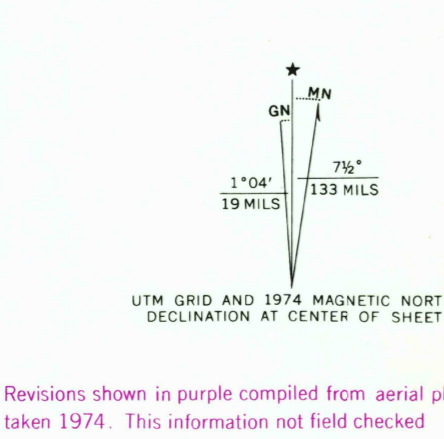 MN
GN
7½°
1°04'
133 MILS
19 MILS
UTM GRID AND 1974 MAGNETIC NORT
DECLINATION AT CENTER OF SHEET
Revisions shown in purple compiled from aerial pl
taken 1974. This information not field checked